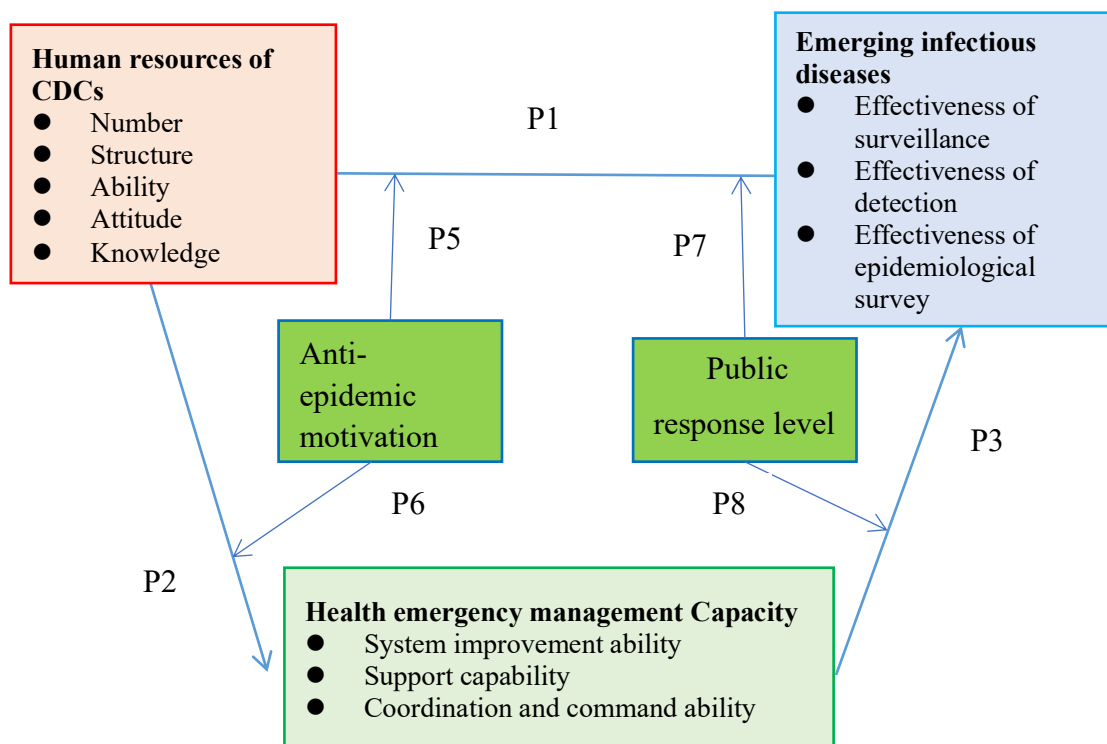 Human resources of
CDCs
● Number
● Structure
● Ability
● Attitude
● Knowledge
P1
Emerging infectious
diseases
● Effectiveness of
surveillance
● Effectiveness of
detection
● Effectiveness of
epidemiological
survey
P5
P7
Anti-
epidemic
motivation
Public
response level
P3
P6
P8
P2
Health emergency management Capacity
● System improvement ability
● Support capability
● Coordination and command ability